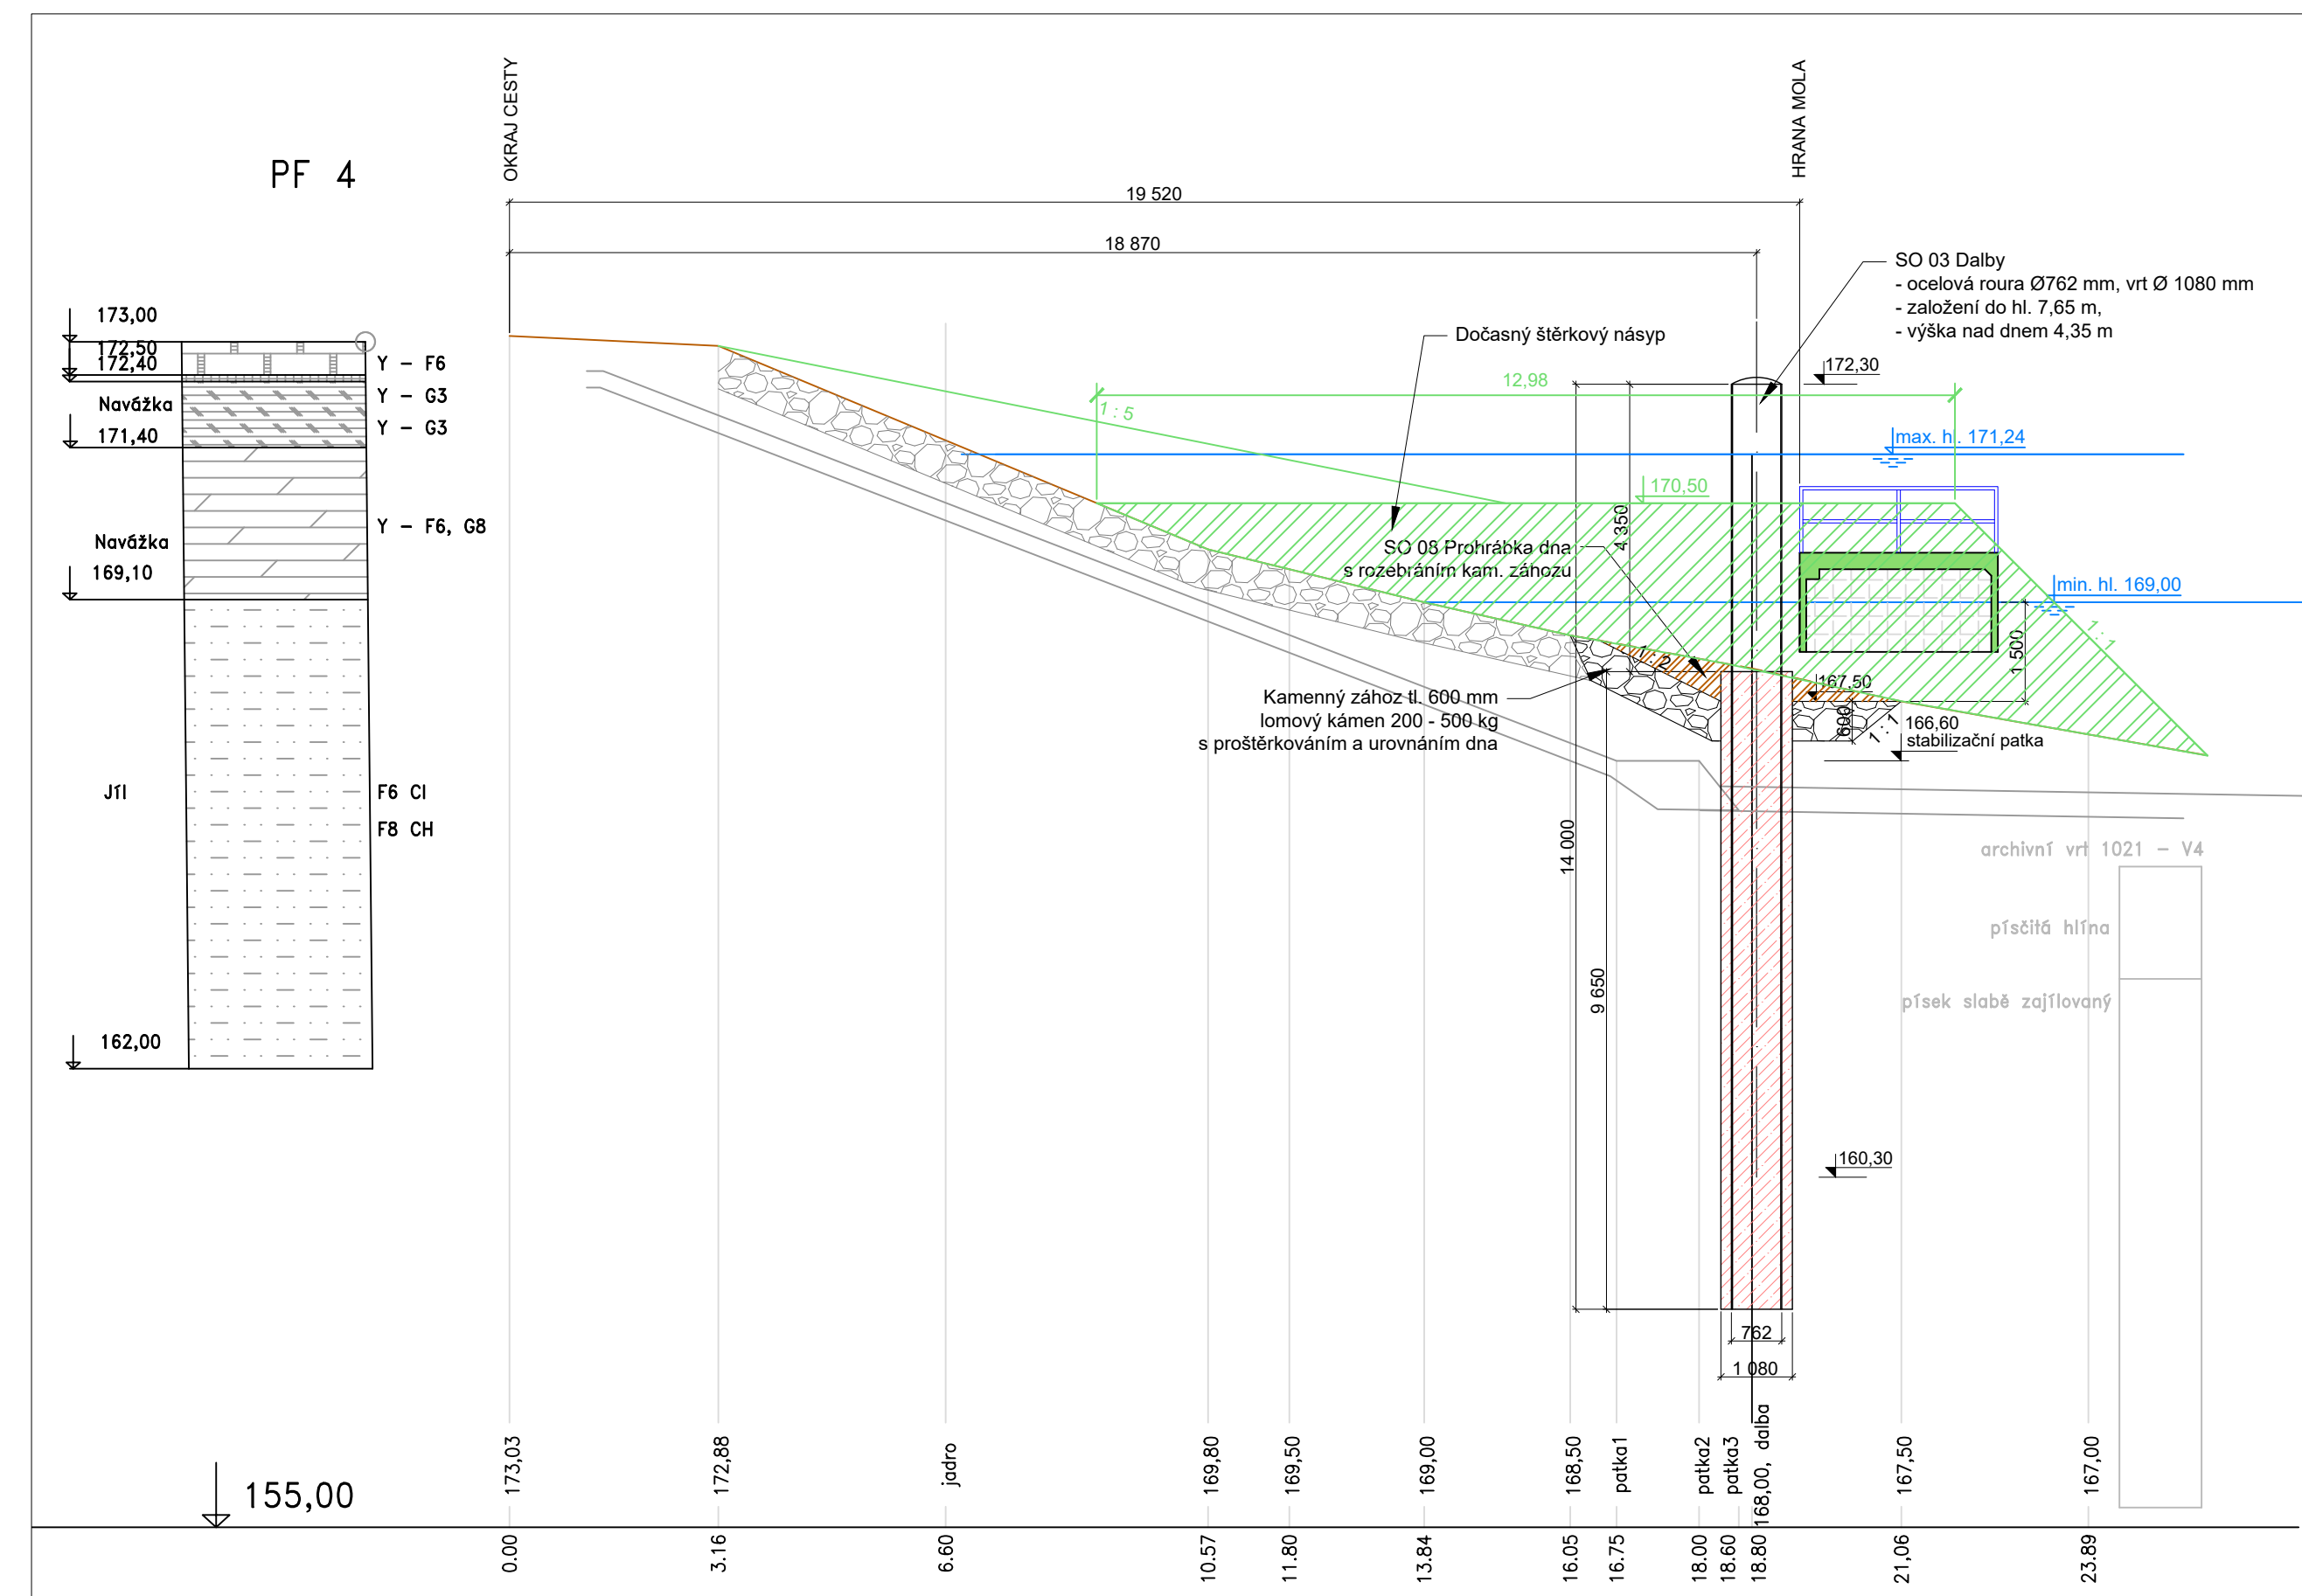 OKRAJ CESTY
HRANA MOLA
PF 4
19 520
18 870
SO 03 Dalby
- ocelová roura Ø762 mm, vrt Ø 1080 mm
- založení do hl. 7,65 m,
- výška nad dnem 4,35 m
173,00
172,50
172,40
Navážka
171,40
Navážka
169,10
Jíl
162,00
Y - F6
Y - G3
Y - G3
Y - F6, G8
F6 CI
F8 CH
Dočasný štěrkový násyp
172,30
12,98
1 : 5
max. hl. 171,24
170,50
4 350
SO 08 Prohrábka dna
s rozebráním kam. záhozu
min. hl. 169,00
1 : 1
1 500
1 : 2
167,50
Kamenný zához tl. 600 mm
lomový kámen 200 - 500 kg
s proštěrkováním a urovnáním dna
600
1 : 1
166,60
stabilizační patka
14 000
9 650
archivní vrt 1021 - V4
písčitá hlína
písek slabě zajílovaný
160,30
762
1 080
155,00
173,03
172,88
jadro
169,80
169,50
169,00
168,50
patka1
patka2
patka3
168,00, dalba
167,50
167,00
0.00
3.16
6.60
10.57
11.80
13.84
16.05
16.75
18.00
18.60
18.80
21,06
23.89